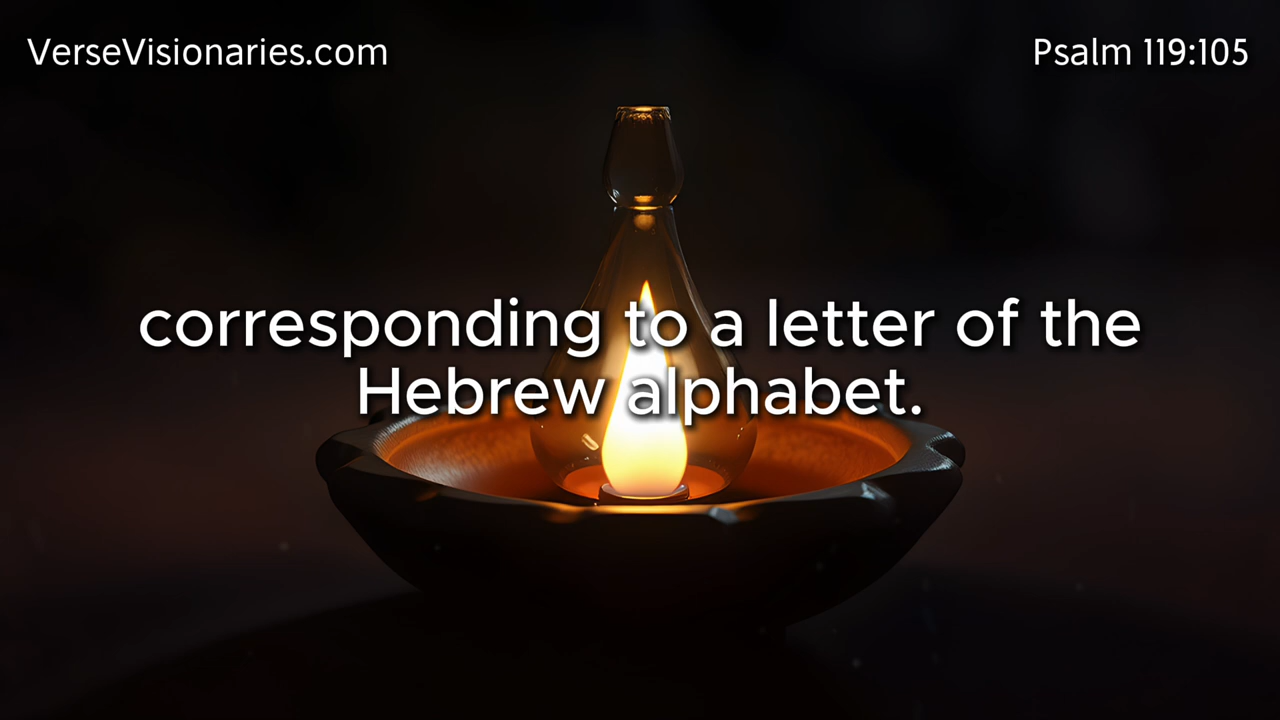 VerseVisionaries.com
Psalm 119:105
corresponding to a letter of the
Hebrew alphabet.